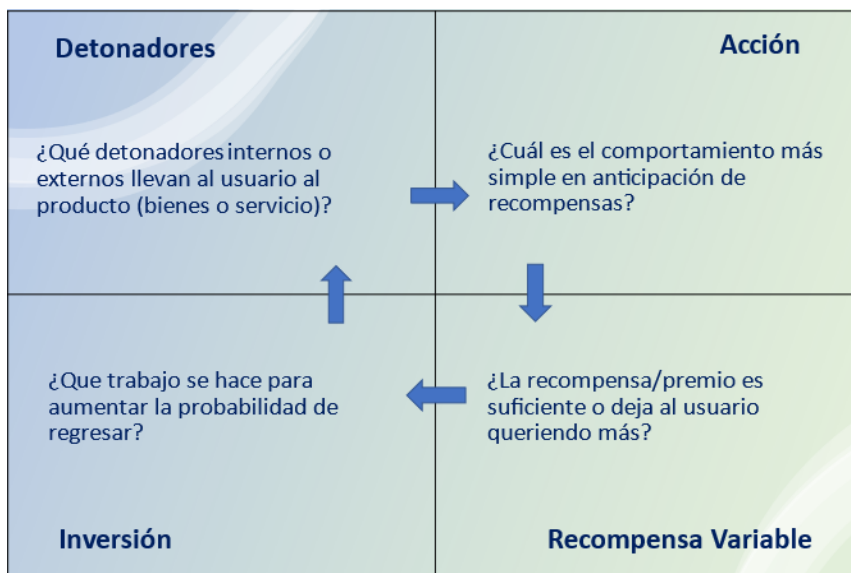 Detonadores
¿Qué detonadores internos o
externos llevan al usuario al
producto (bienes o servicio)?
Acción
¿Cuál es el comportamiento más
simple en anticipación de
recompensas?
¿Que trabajo se hace para
aumentar la probabilidad de
regresar?
Inversión
¿La recompensa/premio es
suficiente o deja al usuario
queriendo más?
Recompensa Variable